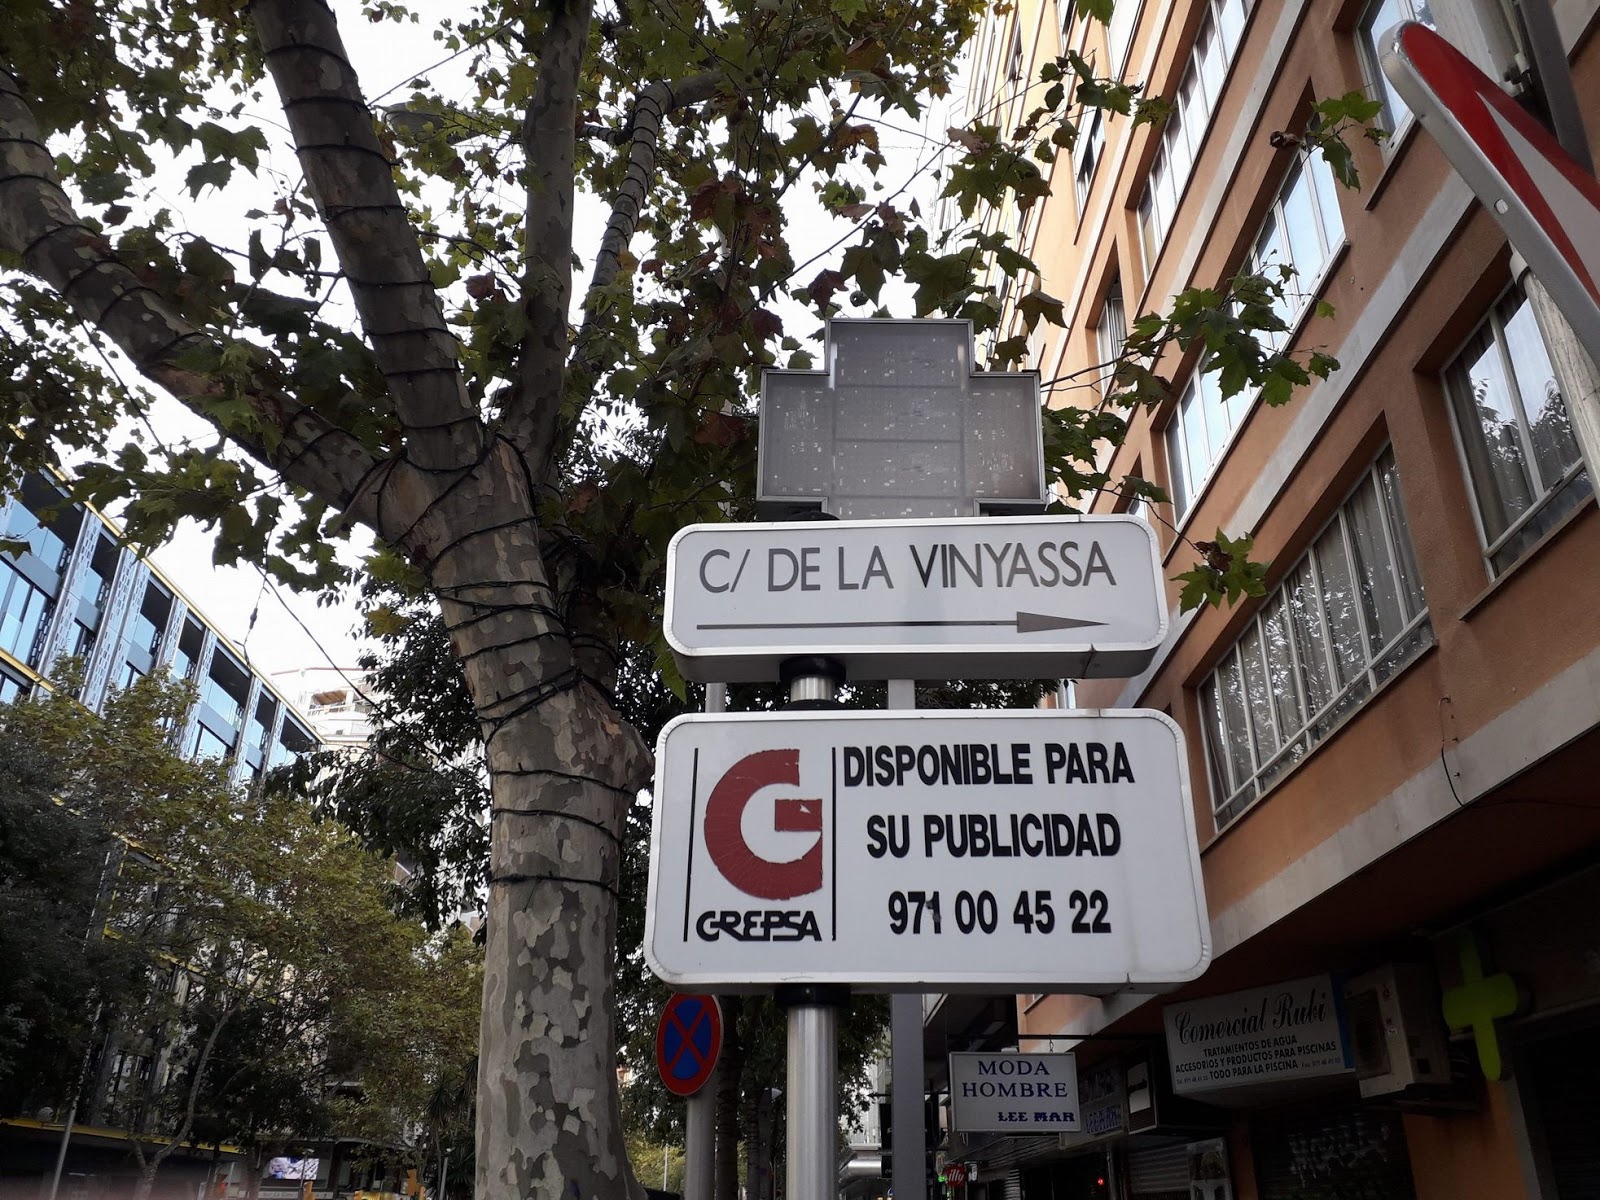 C/ DE LA VINYASSA
DISPONIBLE PARA
SU PUBLICIDAD
971 00 45 22
GREPSA
Comercial Rubi
TRATAMIENTOS DE AGUA
ACCESORIOS Y PRODUCTOS PARA PISCINAS
TODO PARA LA PISCINA
MODA
HOMBRE
LEE MAR
illy